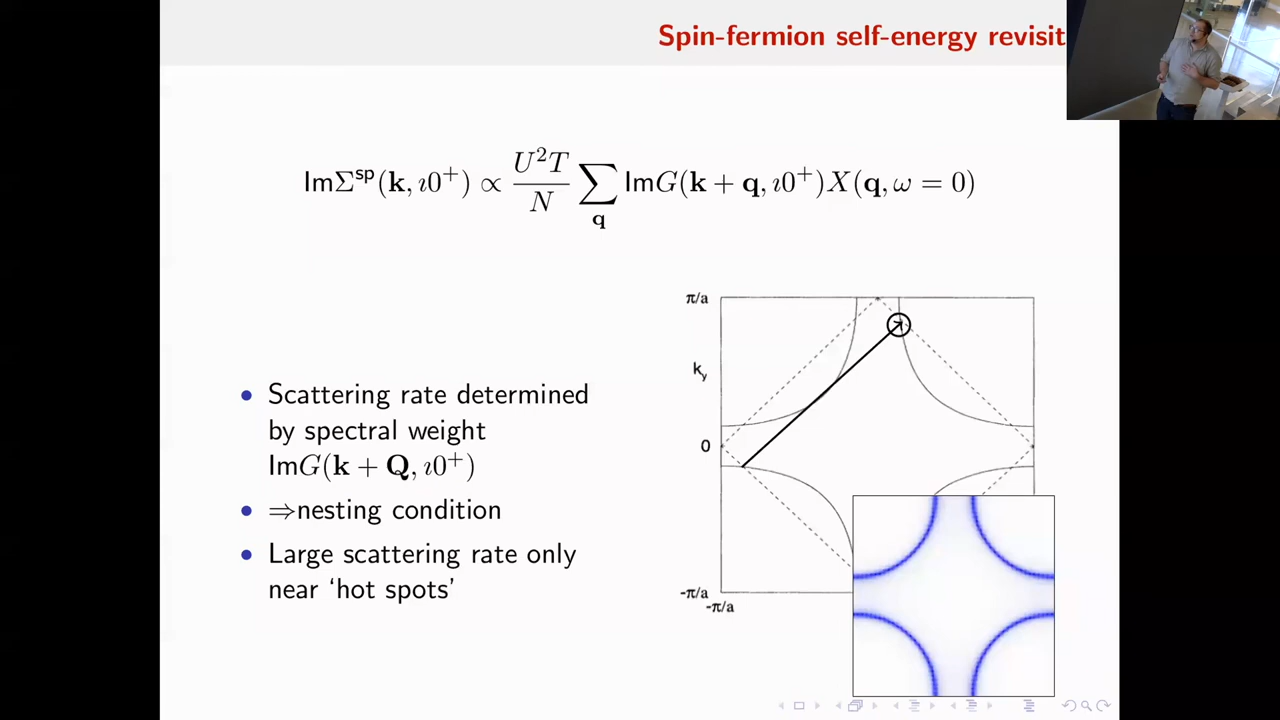 Spin-fermion self-energy revisit
ImΣ^sp(k, ı0⁺) ∝ U²T/N ∑_q ImG(k + q, ı0⁺)X(q, ω = 0)
π/a
k_y
0
-π/a
-π/a
• Scattering rate determined
by spectral weight
ImG(k + Q, ı0⁺)
• ⇒nesting condition
• Large scattering rate only
near ‘hot spots’